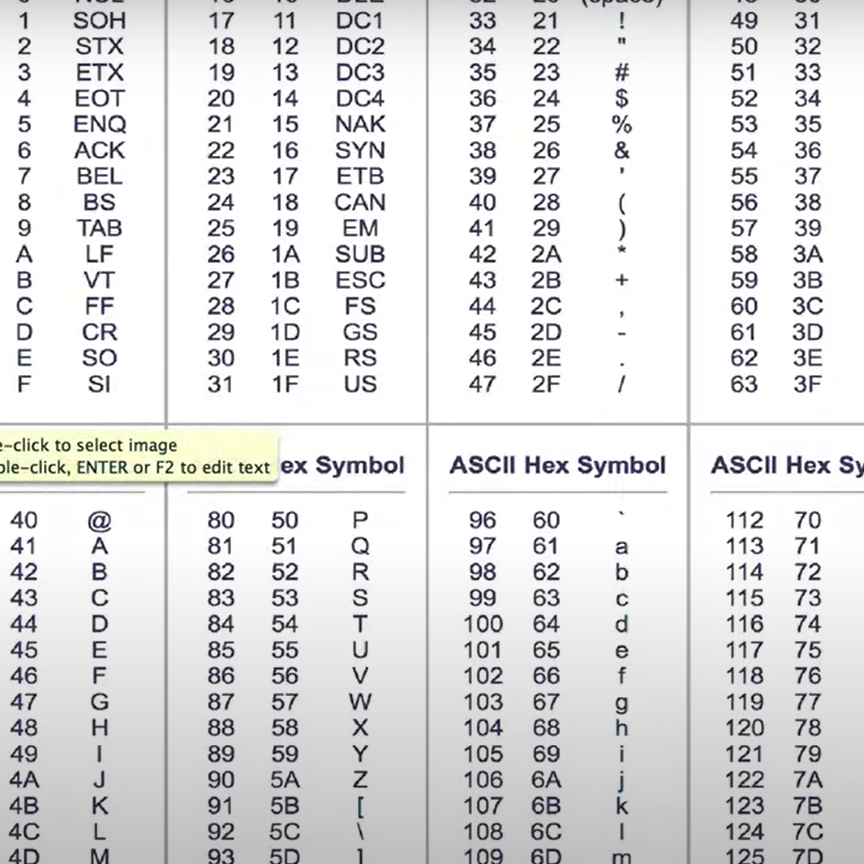 1 SOH 17 11 DC1 33 21 ! 49 31
2 STX 18 12 DC2 34 22 " 50 32
3 ETX 19 13 DC3 35 23 # 51 33
4 EOT 20 14 DC4 36 24 $ 52 34
5 ENQ 21 15 NAK 37 25 % 53 35
6 ACK 22 16 SYN 38 26 & 54 36
7 BEL 23 17 ETB 39 27 ' 55 37
8 BS 24 18 CAN 40 28 ( 56 38
9 TAB 25 19 EM 41 29 ) 57 39
A LF 26 1A SUB 42 2A * 58 3A
B VT 27 1B ESC 43 2B + 59 3B
C FF 28 1C FS 44 2C , 60 3C
D CR 29 1D GS 45 2D - 61 3D
E SO 30 1E RS 46 2E . 62 3E
F SI 31 1F US 47 2F / 63 3F
e-click to select image
ble-click, ENTER or F2 to edit text
ex Symbol ASCII Hex Symbol ASCII Hex Sy
40 @ 80 50 P 96 60 ` 112 70
41 A 81 51 Q 97 61 a 113 71
42 B 82 52 R 98 62 b 114 72
43 C 83 53 S 99 63 c 115 73
44 D 84 54 T 100 64 d 116 74
45 E 85 55 U 101 65 e 117 75
46 F 86 56 V 102 66 f 118 76
47 G 87 57 W 103 67 g 119 77
48 H 88 58 X 104 68 h 120 78
49 I 89 59 Y 105 69 i 121 79
4A J 90 5A Z 106 6A j 122 7A
4B K 91 5B [ 107 6B k 123 7B
4C L 92 5C \ 108 6C l 124 7C
4D M 93 5D ] 109 6D m 125 7D